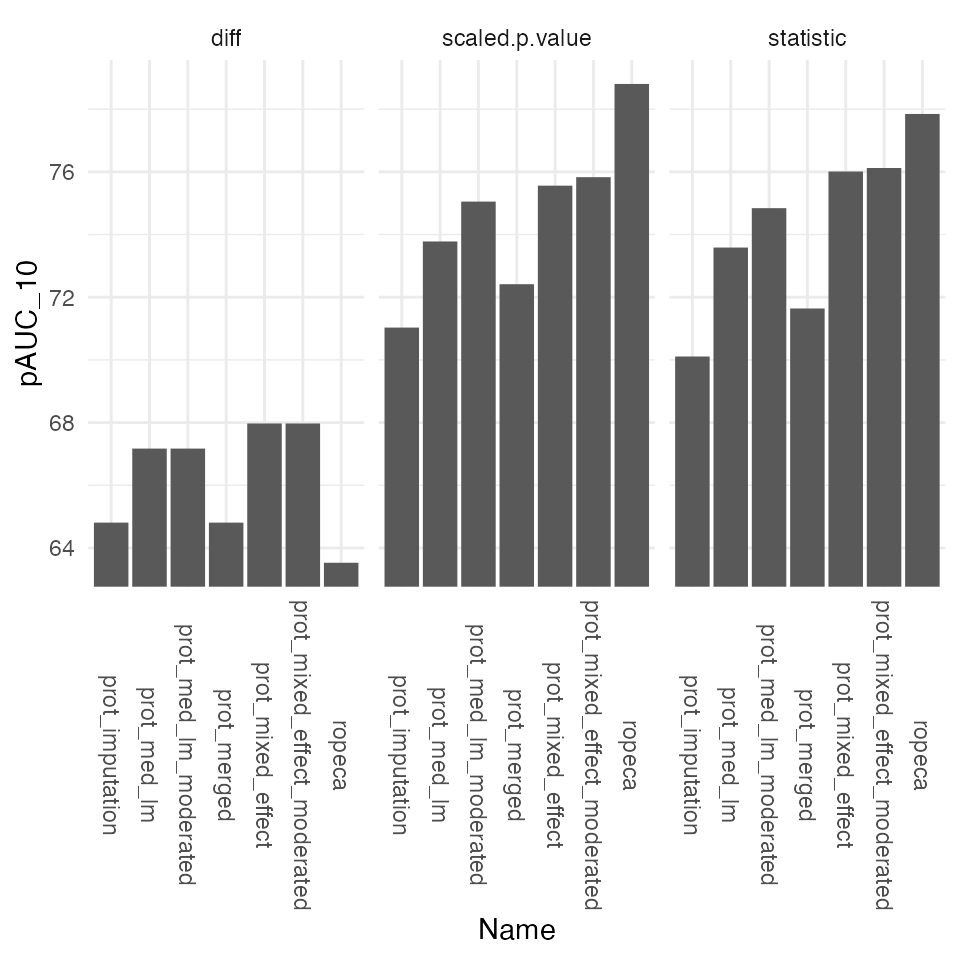 diff
scaled.p.value
statistic
pAUC_10
76
72
68
64
prot_imputation
prot_med_lm
prot_med_lm_moderated
prot_merged
prot_mixed_effect
prot_mixed_effect_moderated
ropeca
prot_imputation
prot_med_lm
prot_med_lm_moderated
prot_merged
prot_mixed_effect
prot_mixed_effect_moderated
ropeca
prot_imputation
prot_med_lm
prot_med_lm_moderated
prot_merged
prot_mixed_effect
prot_mixed_effect_moderated
ropeca
Name